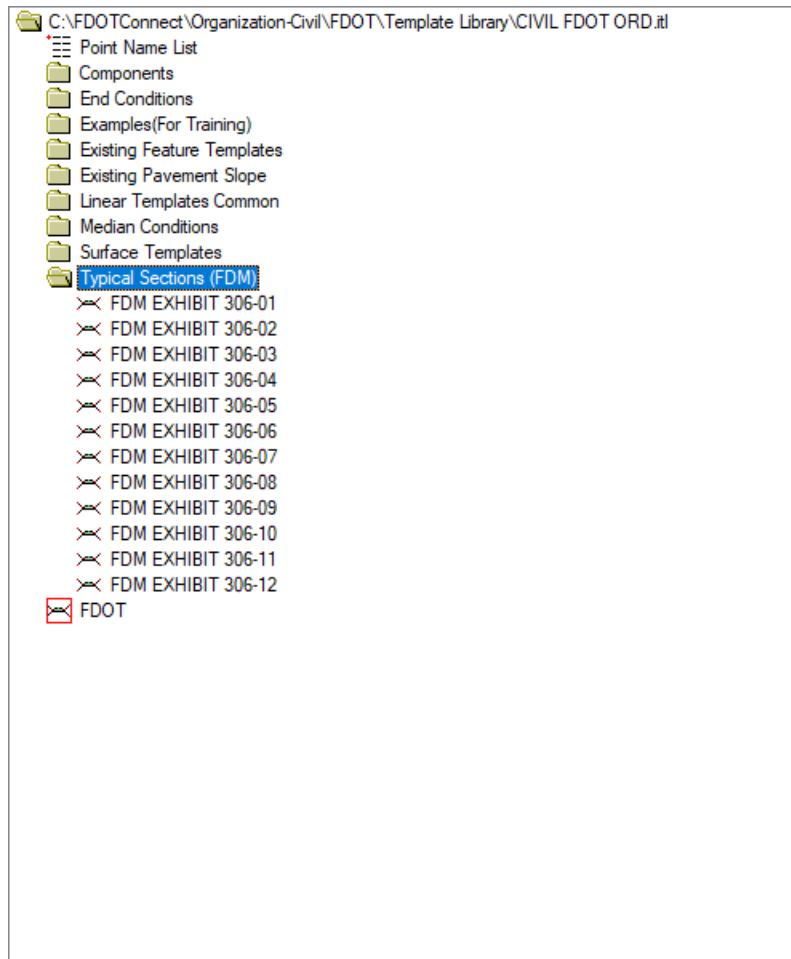 C:\FDOTConnect\Organization-Civil\FDOT\Template Library\CIVIL FDOT ORD.itl
Point Name List
Components
End Conditions
Examples(For Training)
Existing Feature Templates
Existing Pavement Slope
Linear Templates Common
Median Conditions
Surface Templates
Typical Sections (FDM)
FDM EXHIBIT 306-01
FDM EXHIBIT 306-02
FDM EXHIBIT 306-03
FDM EXHIBIT 306-04
FDM EXHIBIT 306-05
FDM EXHIBIT 306-06
FDM EXHIBIT 306-07
FDM EXHIBIT 306-08
FDM EXHIBIT 306-09
FDM EXHIBIT 306-10
FDM EXHIBIT 306-11
FDM EXHIBIT 306-12
FDOT